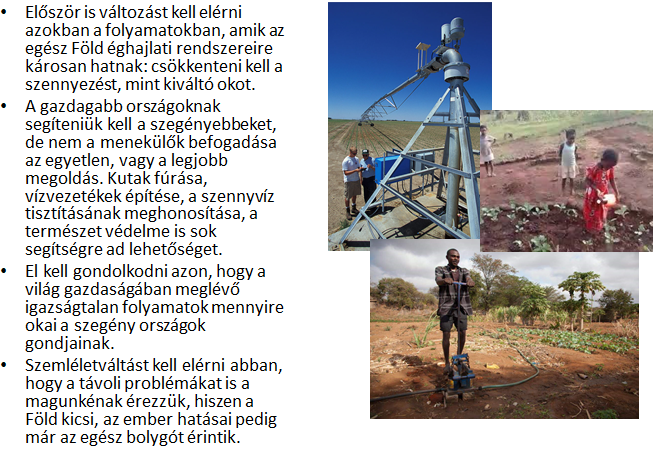 • Először is változást kell elérni
azokban a folyamatokban, amik az
egész Föld éghajlati rendszereire
károsan hatnak: csökkenteni kell a
szennyezést, mint kiváltó okot.
• A gazdagabb országoknak
segíteniük kell a szegényebbeket,
de nem a menekülők befogadása
az egyetlen, vagy a legjobb
megoldás. Kutak fúrása,
vízvezetékek építése, a szennyvíz
tisztításának meghonosítása, a
természet védelme is sok
segítségre ad lehetőséget.
• El kell gondolkodni azon, hogy a
világ gazdaságában meglévő
igazságtalan folyamatok mennyire
okai a szegény országok
gondjainak.
• Szemléletváltást kell elérni abban,
hogy a távoli problémákat is a
magunkénak érezzük, hiszen a
Föld kicsi, az ember hatásai pedig
már az egész bolygót érintik.